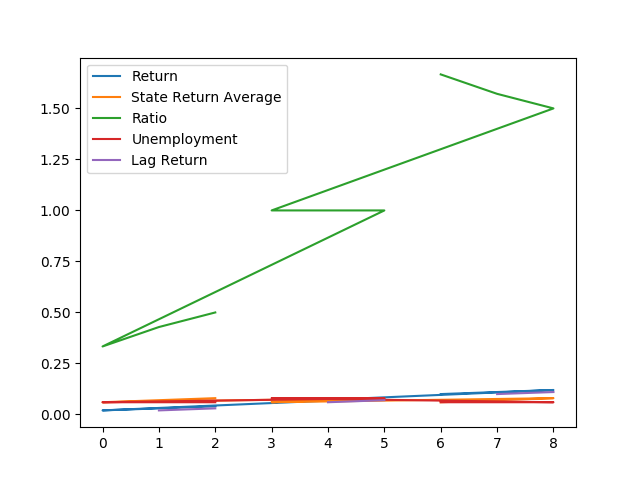 Return
State Return Average
Ratio
Unemployment
Lag Return
1.50
1.25
1.00
0.75
0.50
0.25
0.00
0 1 2 3 4 5 6 7 8